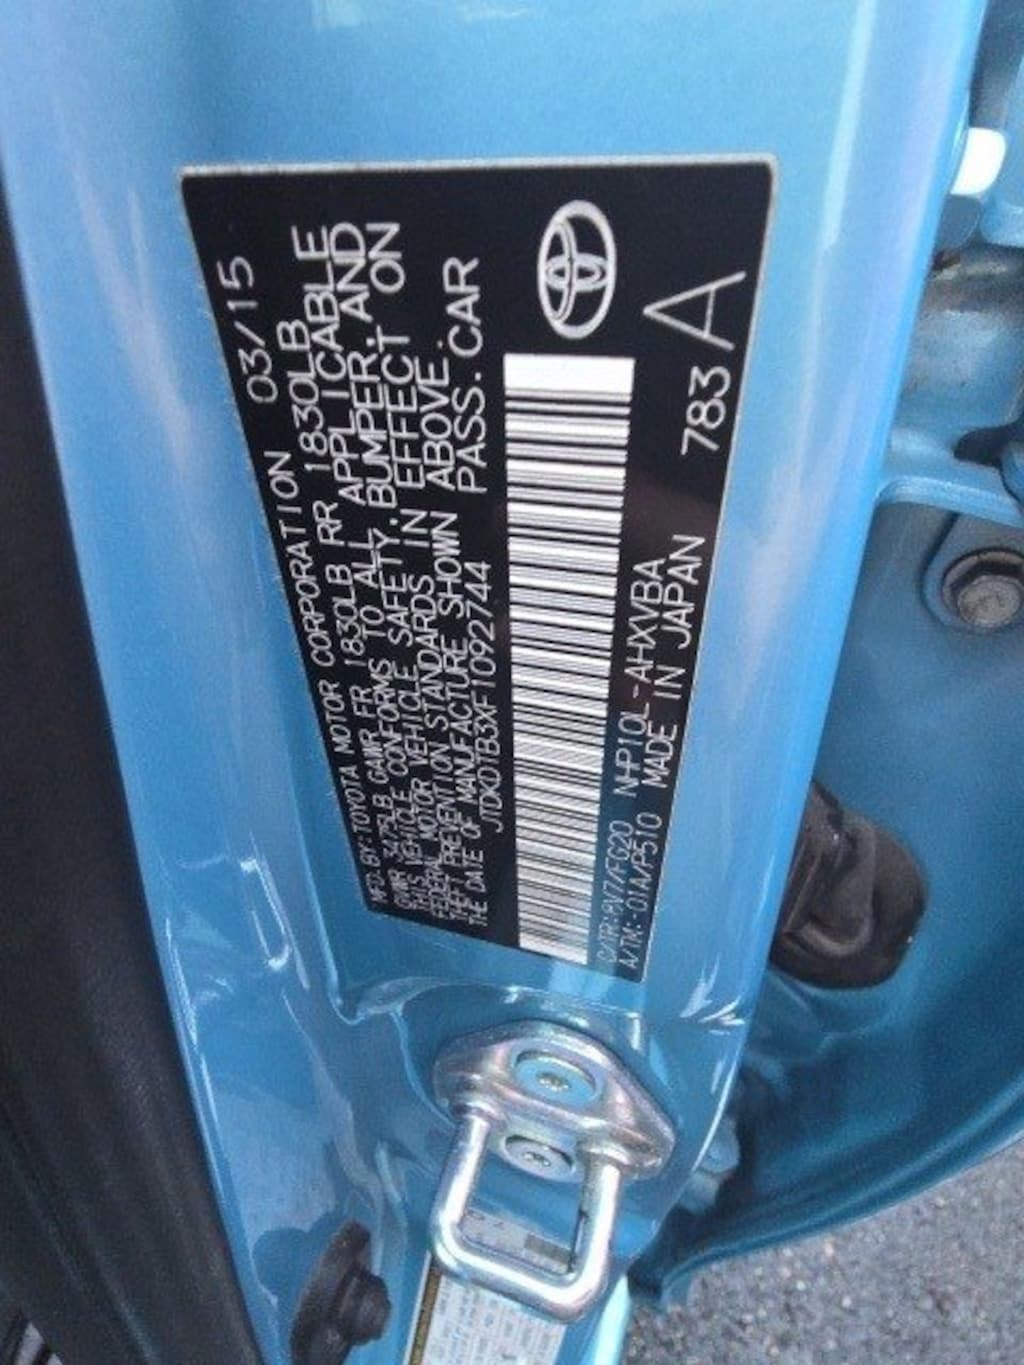 MFD. BY: TOYOTA MOTOR CORPORATION 03/15
GVWR 3475LB GAWR FR 1830LB RR 1830LB
THIS VEHICLE CONFORMS TO ALL APPLICABLE
FEDERAL MOTOR VEHICLE SAFETY, BUMPER, AND
THEFT PREVENTION STANDARDS IN EFFECT ON
THE DATE OF MANUFACTURE SHOWN ABOVE.
JTDKDTB3XF1092744 PASS. CAR
C/TR: 8V7/FG20 NHP10L-AHXVBA 783 A
A/TM: -01A/P510 MADE IN JAPAN